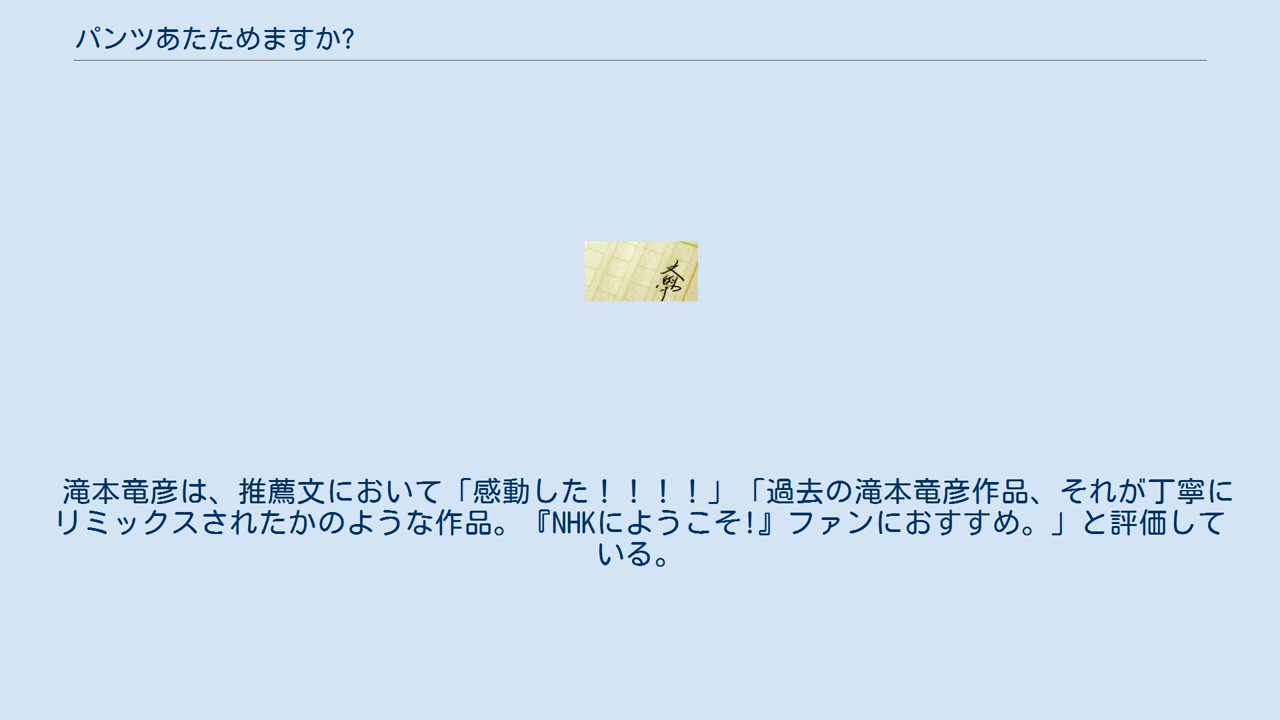 パンツあたためますか?
滝本竜彦は、推薦文において「感動した！！！！」「過去の滝本竜彦作品、それが丁寧に
リミックスされたかのような作品。『NHKにようこそ!』ファンにおすすめ。」と評価して
いる。